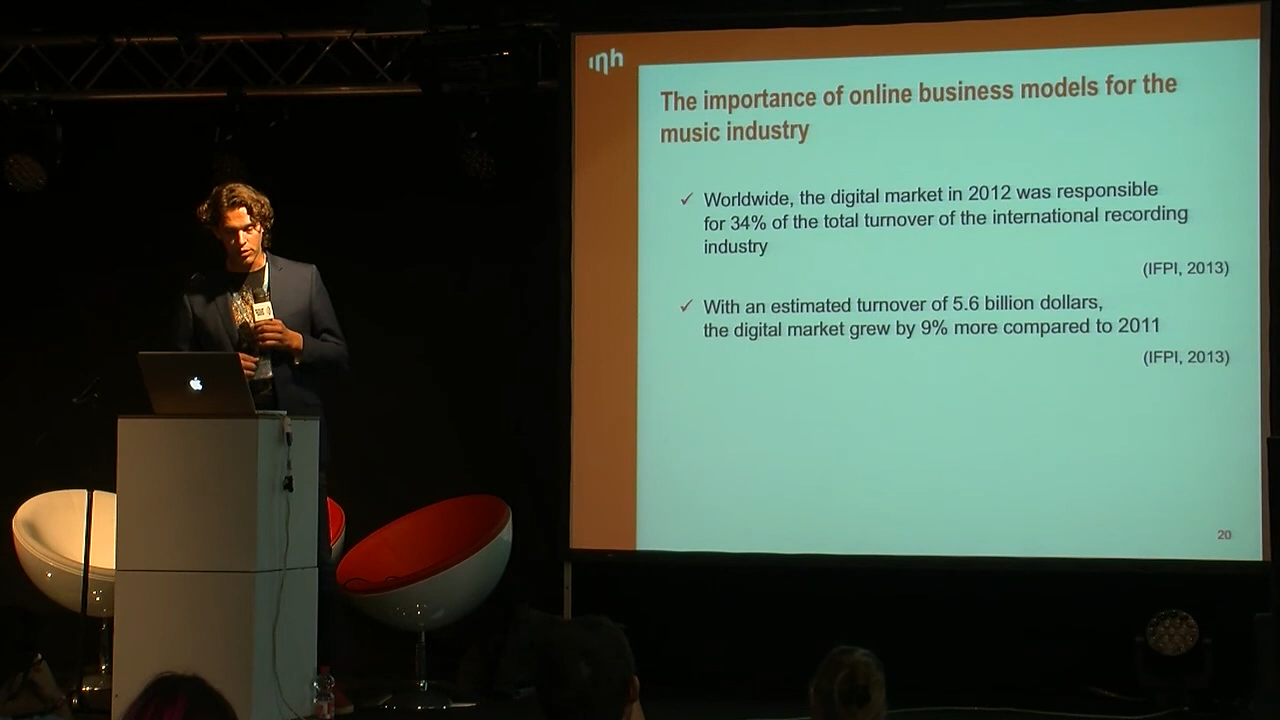 ınh
The importance of online business models for the
music industry
✓ Worldwide, the digital market in 2012 was responsible
for 34% of the total turnover of the international recording
industry
(IFPI, 2013)
✓ With an estimated turnover of 5.6 billion dollars,
the digital market grew by 9% more compared to 2011
(IFPI, 2013)
20